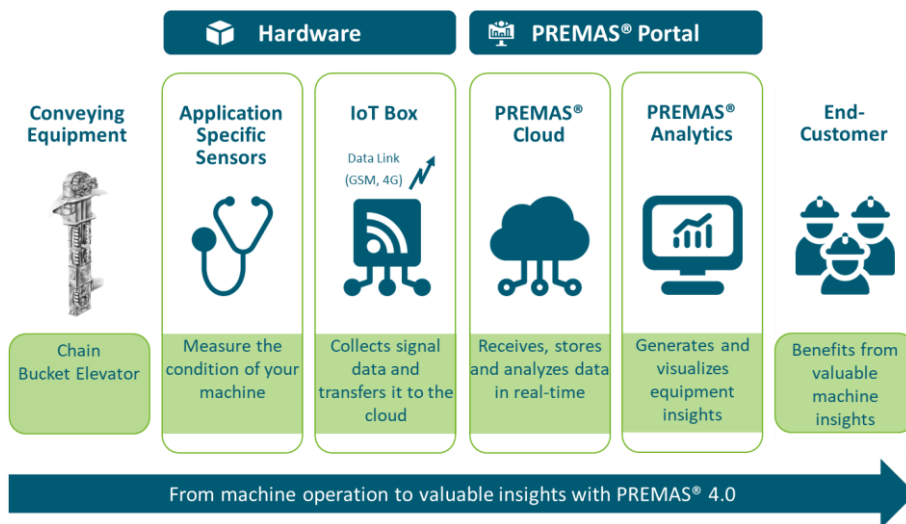 Hardware
PREMAS® Portal
Conveying
Equipment
Chain
Bucket Elevator
Application
Specific
Sensors
Measure the
condition of your
machine
IoT Box
Data Link
(GSM, 4G)
Collects signal
data and
transfers it to the
cloud
PREMAS®
Cloud
Receives, stores
and analyzes data
in real-time
PREMAS®
Analytics
Generates and
visualizes
equipment
insights
End-
Customer
Benefits from
valuable
machine
insights
From machine operation to valuable insights with PREMAS® 4.0